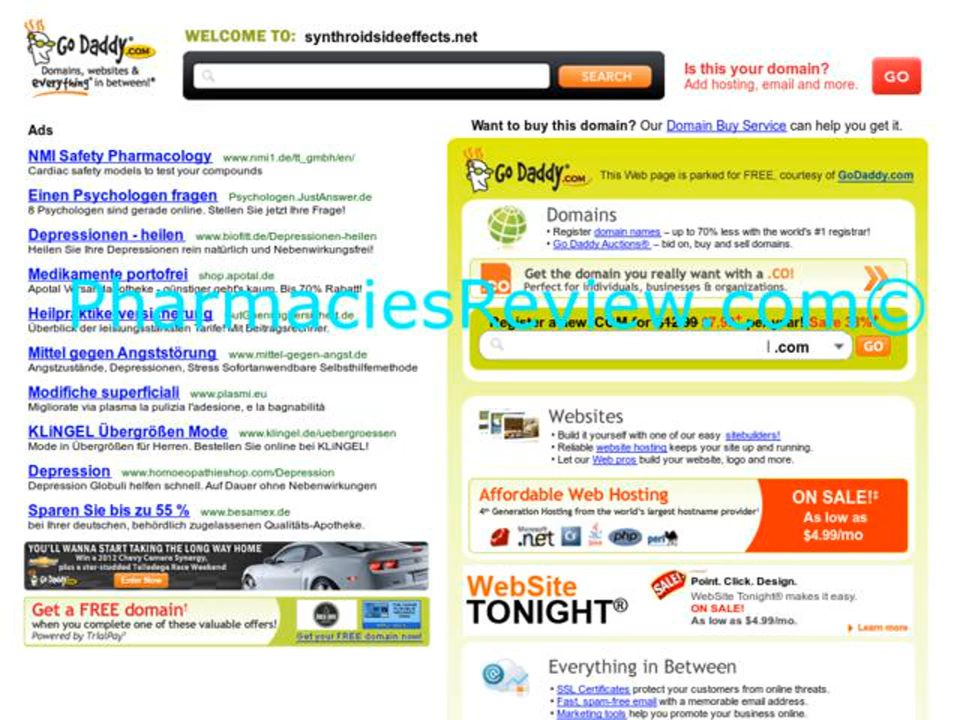 Go Daddy.COM
Domains, websites &
everything* in between!*
WELCOME TO: synthroidsideeffects.net
SEARCH
Is this your domain?
Add hosting, email and more.
GO
Ads
Want to buy this domain? Our Domain Buy Service can help you get it.
NMI Safety Pharmacology www.nmi1.de/tt_gmbh/en/
Cardiac safety models to test your compounds
Einen Psychologen fragen Psychologen.JustAnswer.de
8 Psychologen sind gerade online. Stellen Sie jetzt Ihre Frage!
Depressionen - heilen www.biofitt.de/Depressionen-heilen
Heilen Sie Ihre Depressionen rein natürlich und Nebenwirkungsfrei!
Medikamente portofrei shop.apotal.de
Apotal Versandapotheke - günstiger geht's kaum. Bis 70% Rabatt!
Heilpraktikerversicherung
Überblick der leistungsstärksten Tarife! Mit Beitragsrechner.
Mittel gegen Angststörung www.mittel-gegen-angst.de
Angstzustände, Depressionen, Stress Sofortanwendbare Selbsthilfemethode
Modifiche superficiali www.plasmi.eu
Migliorate via plasma la pulizia l'adesione, e la bagnabilità
KLiNGEL Übergrößen Mode www.klingel.de/uebergroessen
Mode in Übergrößen für Herren. Bestellen Sie online bei KLiNGEL!
Depression www.homoeopathieshop.com/Depression
Depression Globuli helfen schnell. Auf Dauer ohne Nebenwirkungen
Sparen Sie bis zu 55 % www.besamex.de
bei Ihrer deutschen, behördlich zugelassenen Qualitäts-Apotheke.
YOU'LL WANNA START TAKING THE LONG WAY HOME
Win a 2012 Chevy Camaro Synergy,
plus a star-studded Talladega Race Weekend
Go Daddy
Enter Now
Get a FREE domain†
when you complete one of these valuable offers!
Powered by TrialPay†
Get your FREE domain now!
PharmaciesReview.com©
Go Daddy.COM This Web page is parked for FREE, courtesy of GoDaddy.com
Domains
• Register domain names – up to 70% less with the world's #1 registrar!
• Go Daddy Auctions® – bid on, buy and sell domains.
GO
Get the domain you really want with a .CO!
Perfect for individuals, businesses & organizations.
Register a new .COM for $12.99 $7.99* per year! Save 38%*
.com
GO
Websites
• Build it yourself with one of our easy sitebuilders!
• Reliable website hosting keeps your site up and running.
• Let our Web pros build your website, logo and more.
Affordable Web Hosting
4th Generation Hosting from the world's largest hostname provider†
Microsoft .net Java php perl
ON SALE!‡
As low as
$4.99/mo
WebSite
TONIGHT®
SALE!
Point. Click. Design.
WebSite Tonight® makes it easy.
ON SALE!
As low as $4.99/mo.
Learn more
Everything in Between
• SSL Certificates protect your customers from online threats.
• Fast, spam-free email with a memorable email address.
• Marketing tools help you promote your business online.